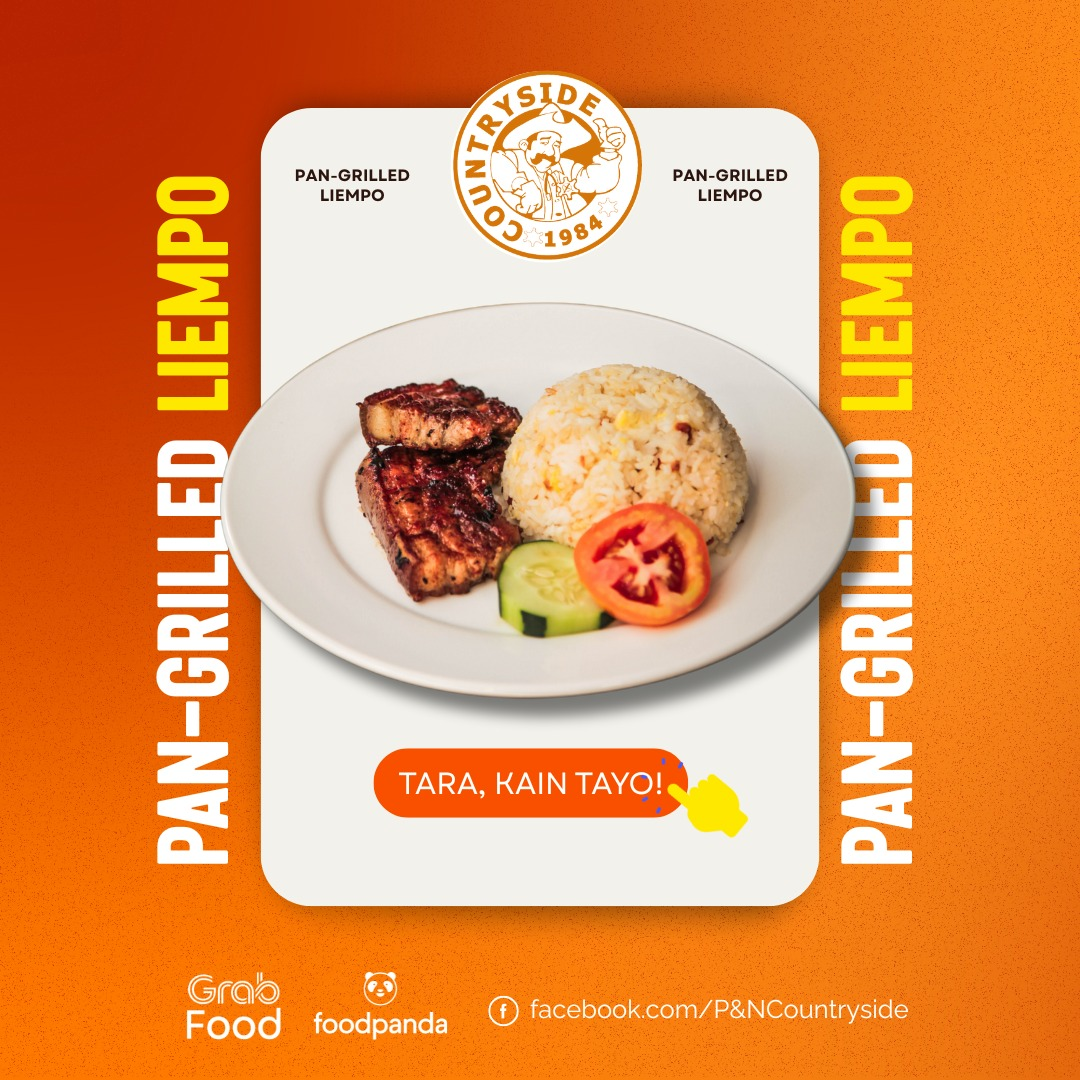 COUNTRYSIDE
1984
PAN-GRILLED
LIEMPO
PAN-GRILLED
LIEMPO
PAN-GRILLED LIEMPO
PAN-GRILLED LIEMPO
TARA, KAIN TAYO!
Grab
Food
foodpanda
f
facebook.com/P&NCountryside